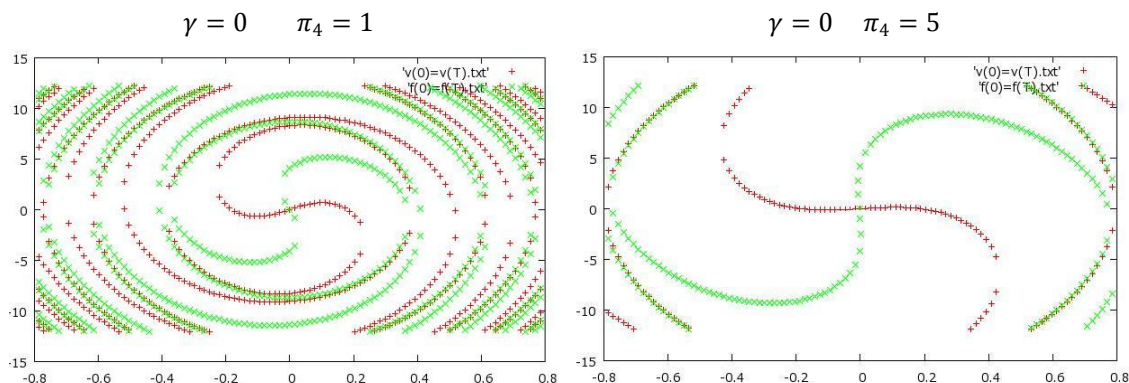 γ = 0 π₄ = 1
15
10
5
0
-5
-10
-15
-0.8 -0.6 -0.4 -0.2 0 0.2 0.4 0.6 0.8
'v(0)=v(T).txt' +
'f(0)=f(T).txt' ×
γ = 0 π₄ = 5
15
10
5
0
-5
-10
-15
-0.8 -0.6 -0.4 -0.2 0 0.2 0.4 0.6 0.8
'v(0)=v(T).txt' +
'f(0)=f(T).txt' ×